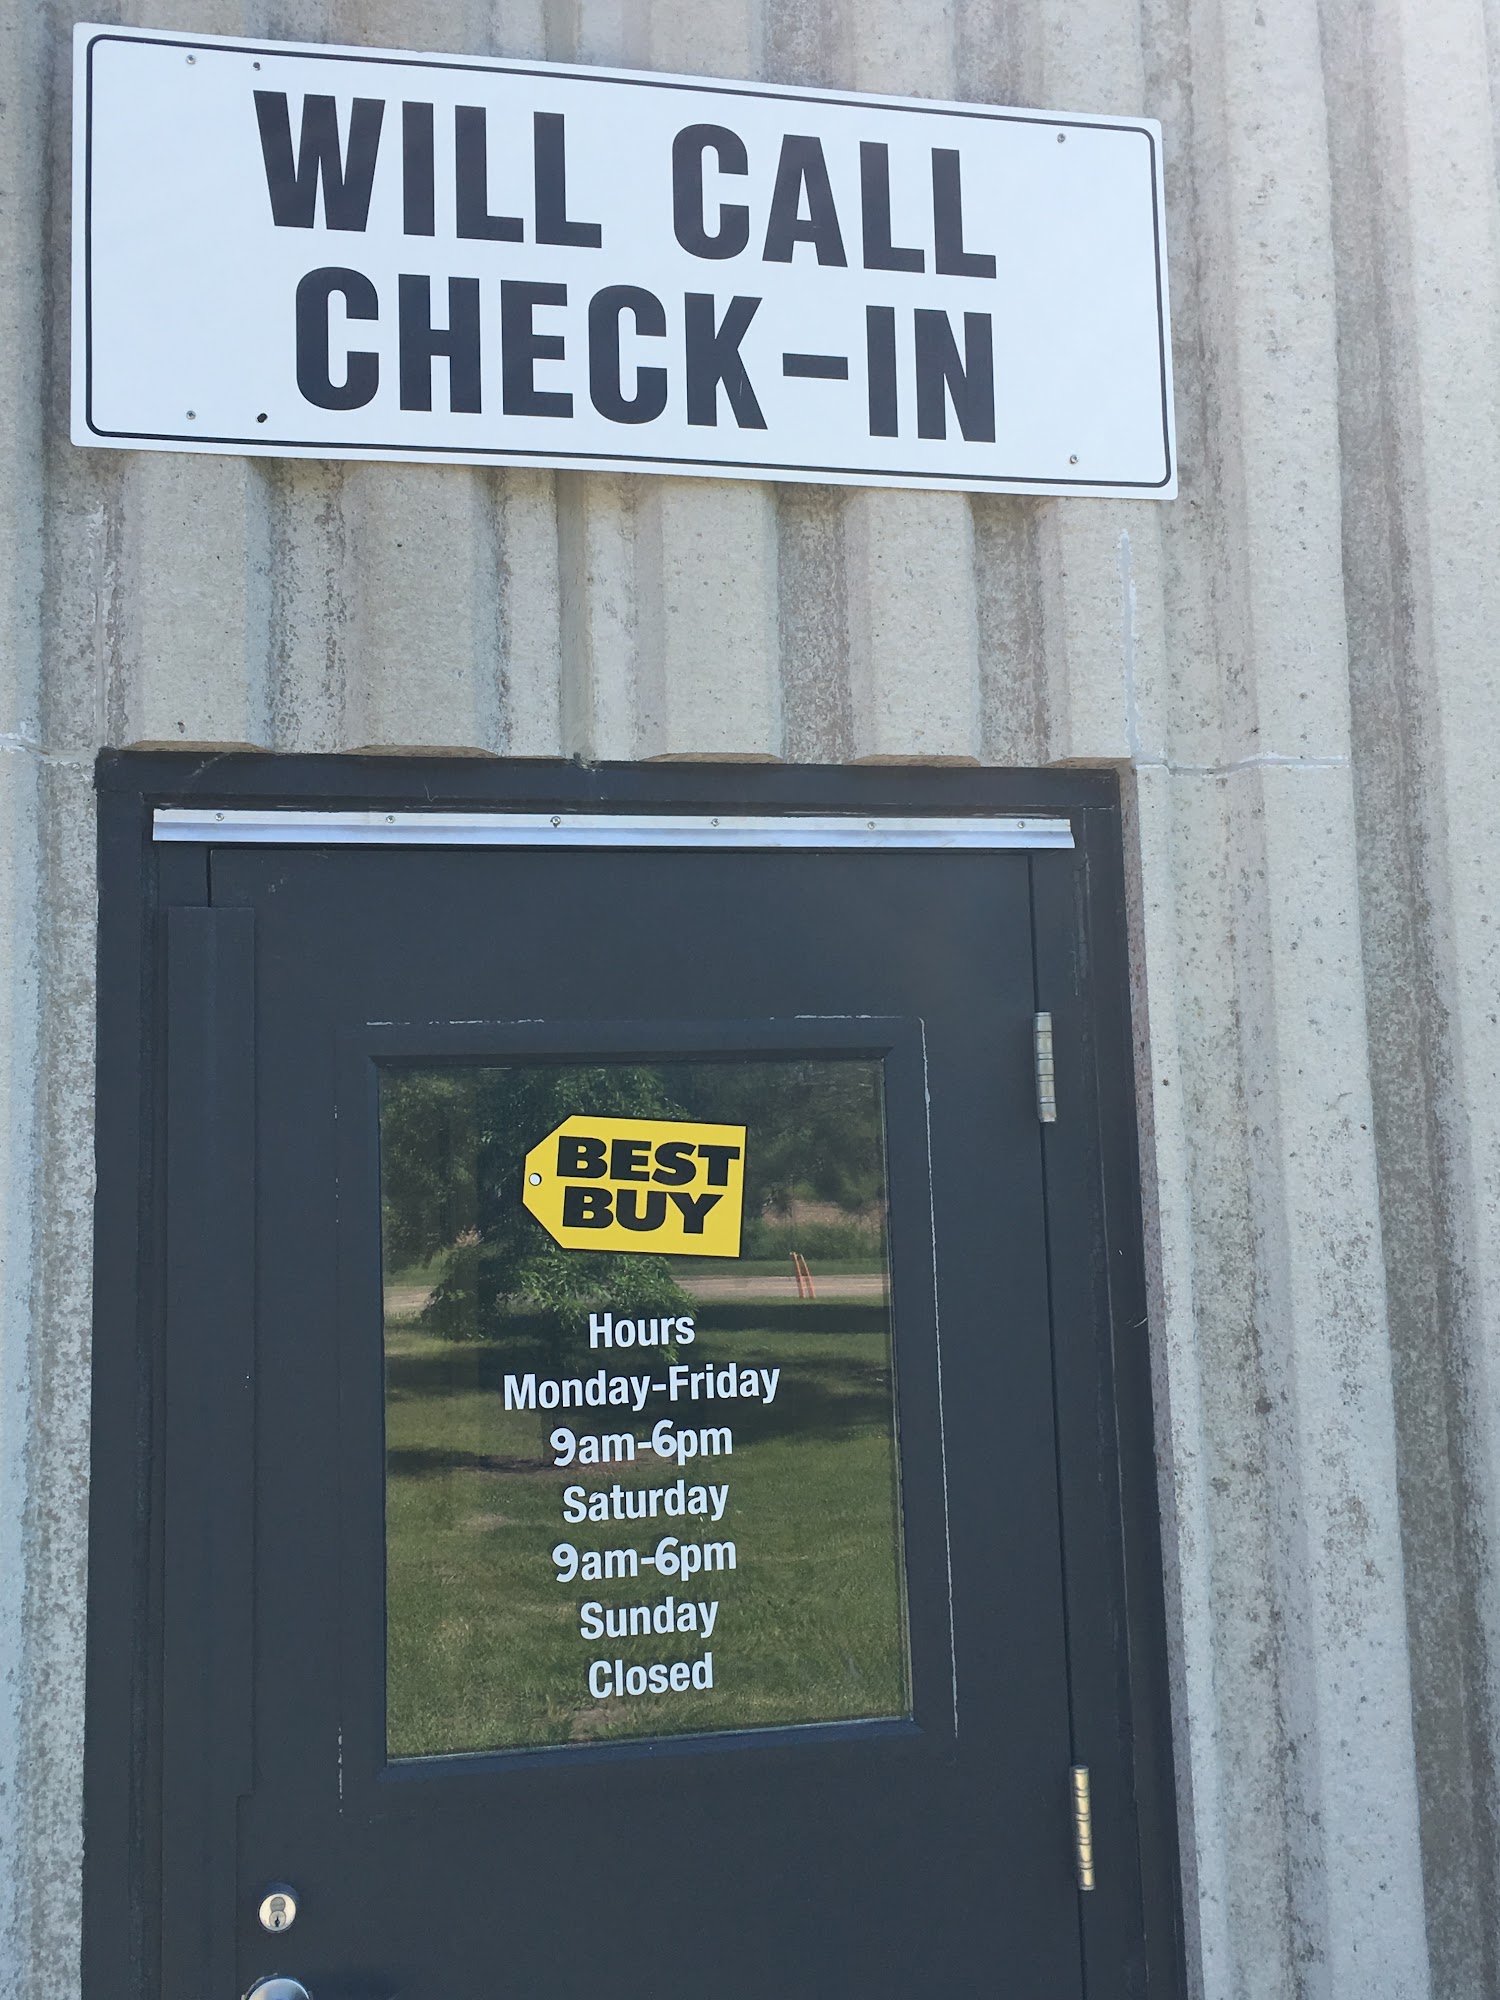 WILL CALL
CHECK-IN
BEST
BUY
Hours
Monday-Friday
9am-6pm
Saturday
9am-6pm
Sunday
Closed